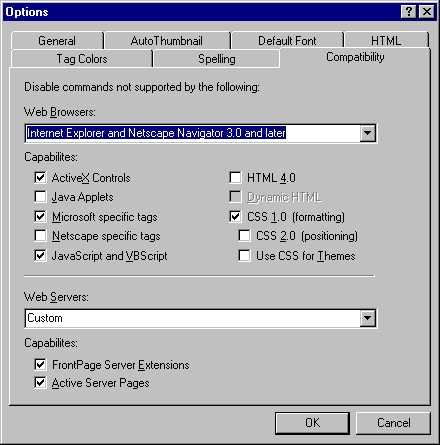 Options
General AutoThumbnail Default Font HTML
Tag Colors Spelling Compatibility
Disable commands not supported by the following:
Web Browsers:
Internet Explorer and Netscape Navigator 3.0 and later
Capabilites:
ActiveX Controls HTML 4.0
Java Applets Dynamic HTML
Microsoft specific tags CSS 1.0 (formatting)
Netscape specific tags CSS 2.0 (positioning)
JavaScript and VBScript Use CSS for Themes
Web Servers:
Custom
Capabilites:
FrontPage Server Extensions
Active Server Pages
OK Cancel